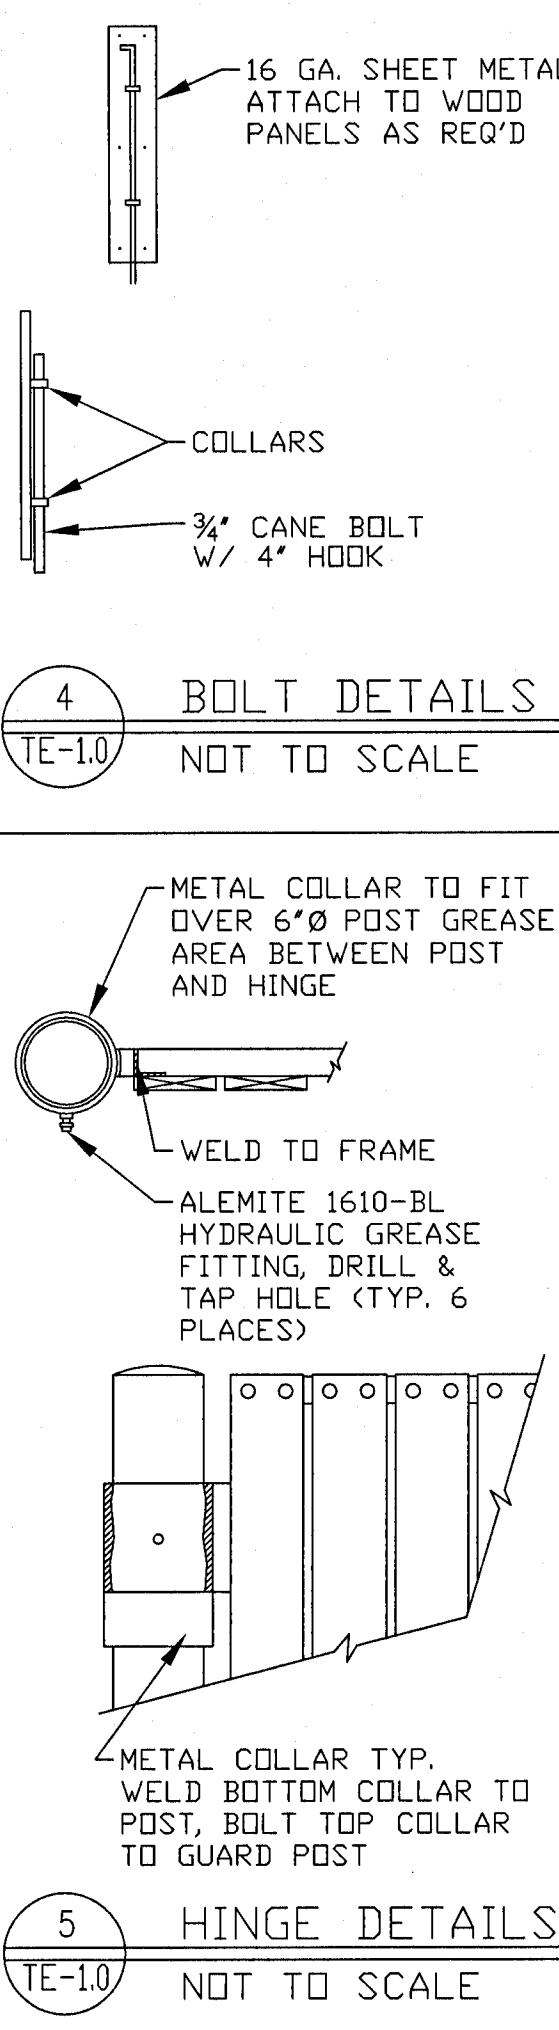 16 GA. SHEET METAL
ATTACH TO WOOD
PANELS AS REQ'D
COLLARS
3/4" CANE BOLT
W/ 4" HOOK
4
TE-1.0
BOLT DETAILS
NOT TO SCALE
METAL COLLAR TO FIT
OVER 6"Ø POST GREASE
AREA BETWEEN POST
AND HINGE
WELD TO FRAME
ALEMITE 1610-BL
HYDRAULIC GREASE
FITTING, DRILL &
TAP HOLE (TYP. 6
PLACES)
METAL COLLAR TYP.
WELD BOTTOM COLLAR TO
POST, BOLT TOP COLLAR
TO GUARD POST
5
TE-1.0
HINGE DETAILS
NOT TO SCALE